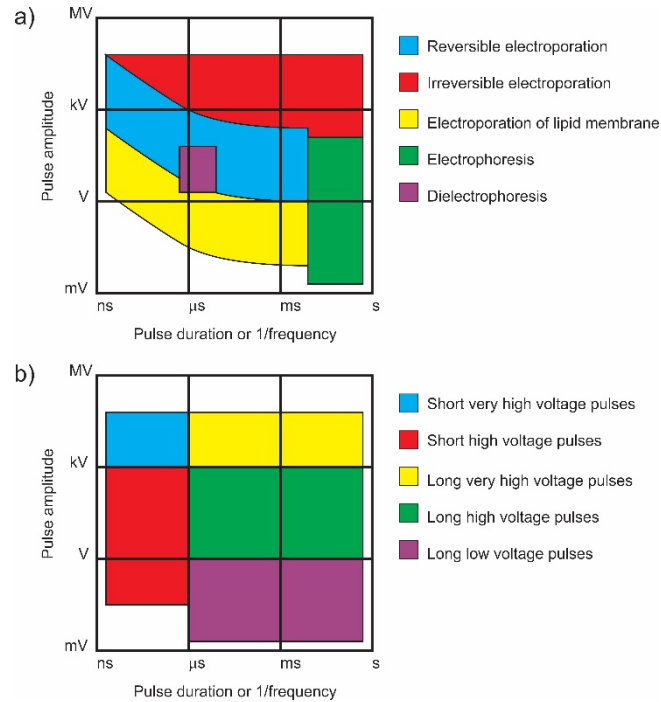 a)
MV
kV
V
mV
ns
μs
ms
s
Pulse amplitude
Pulse duration or 1/frequency
Reversible electroporation
Irreversible electroporation
Electroporation of lipid membrane
Electrophoresis
Dielectrophoresis
b)
MV
kV
V
mV
ns
μs
ms
s
Pulse amplitude
Pulse duration or 1/frequency
Short very high voltage pulses
Short high voltage pulses
Long very high voltage pulses
Long high voltage pulses
Long low voltage pulses